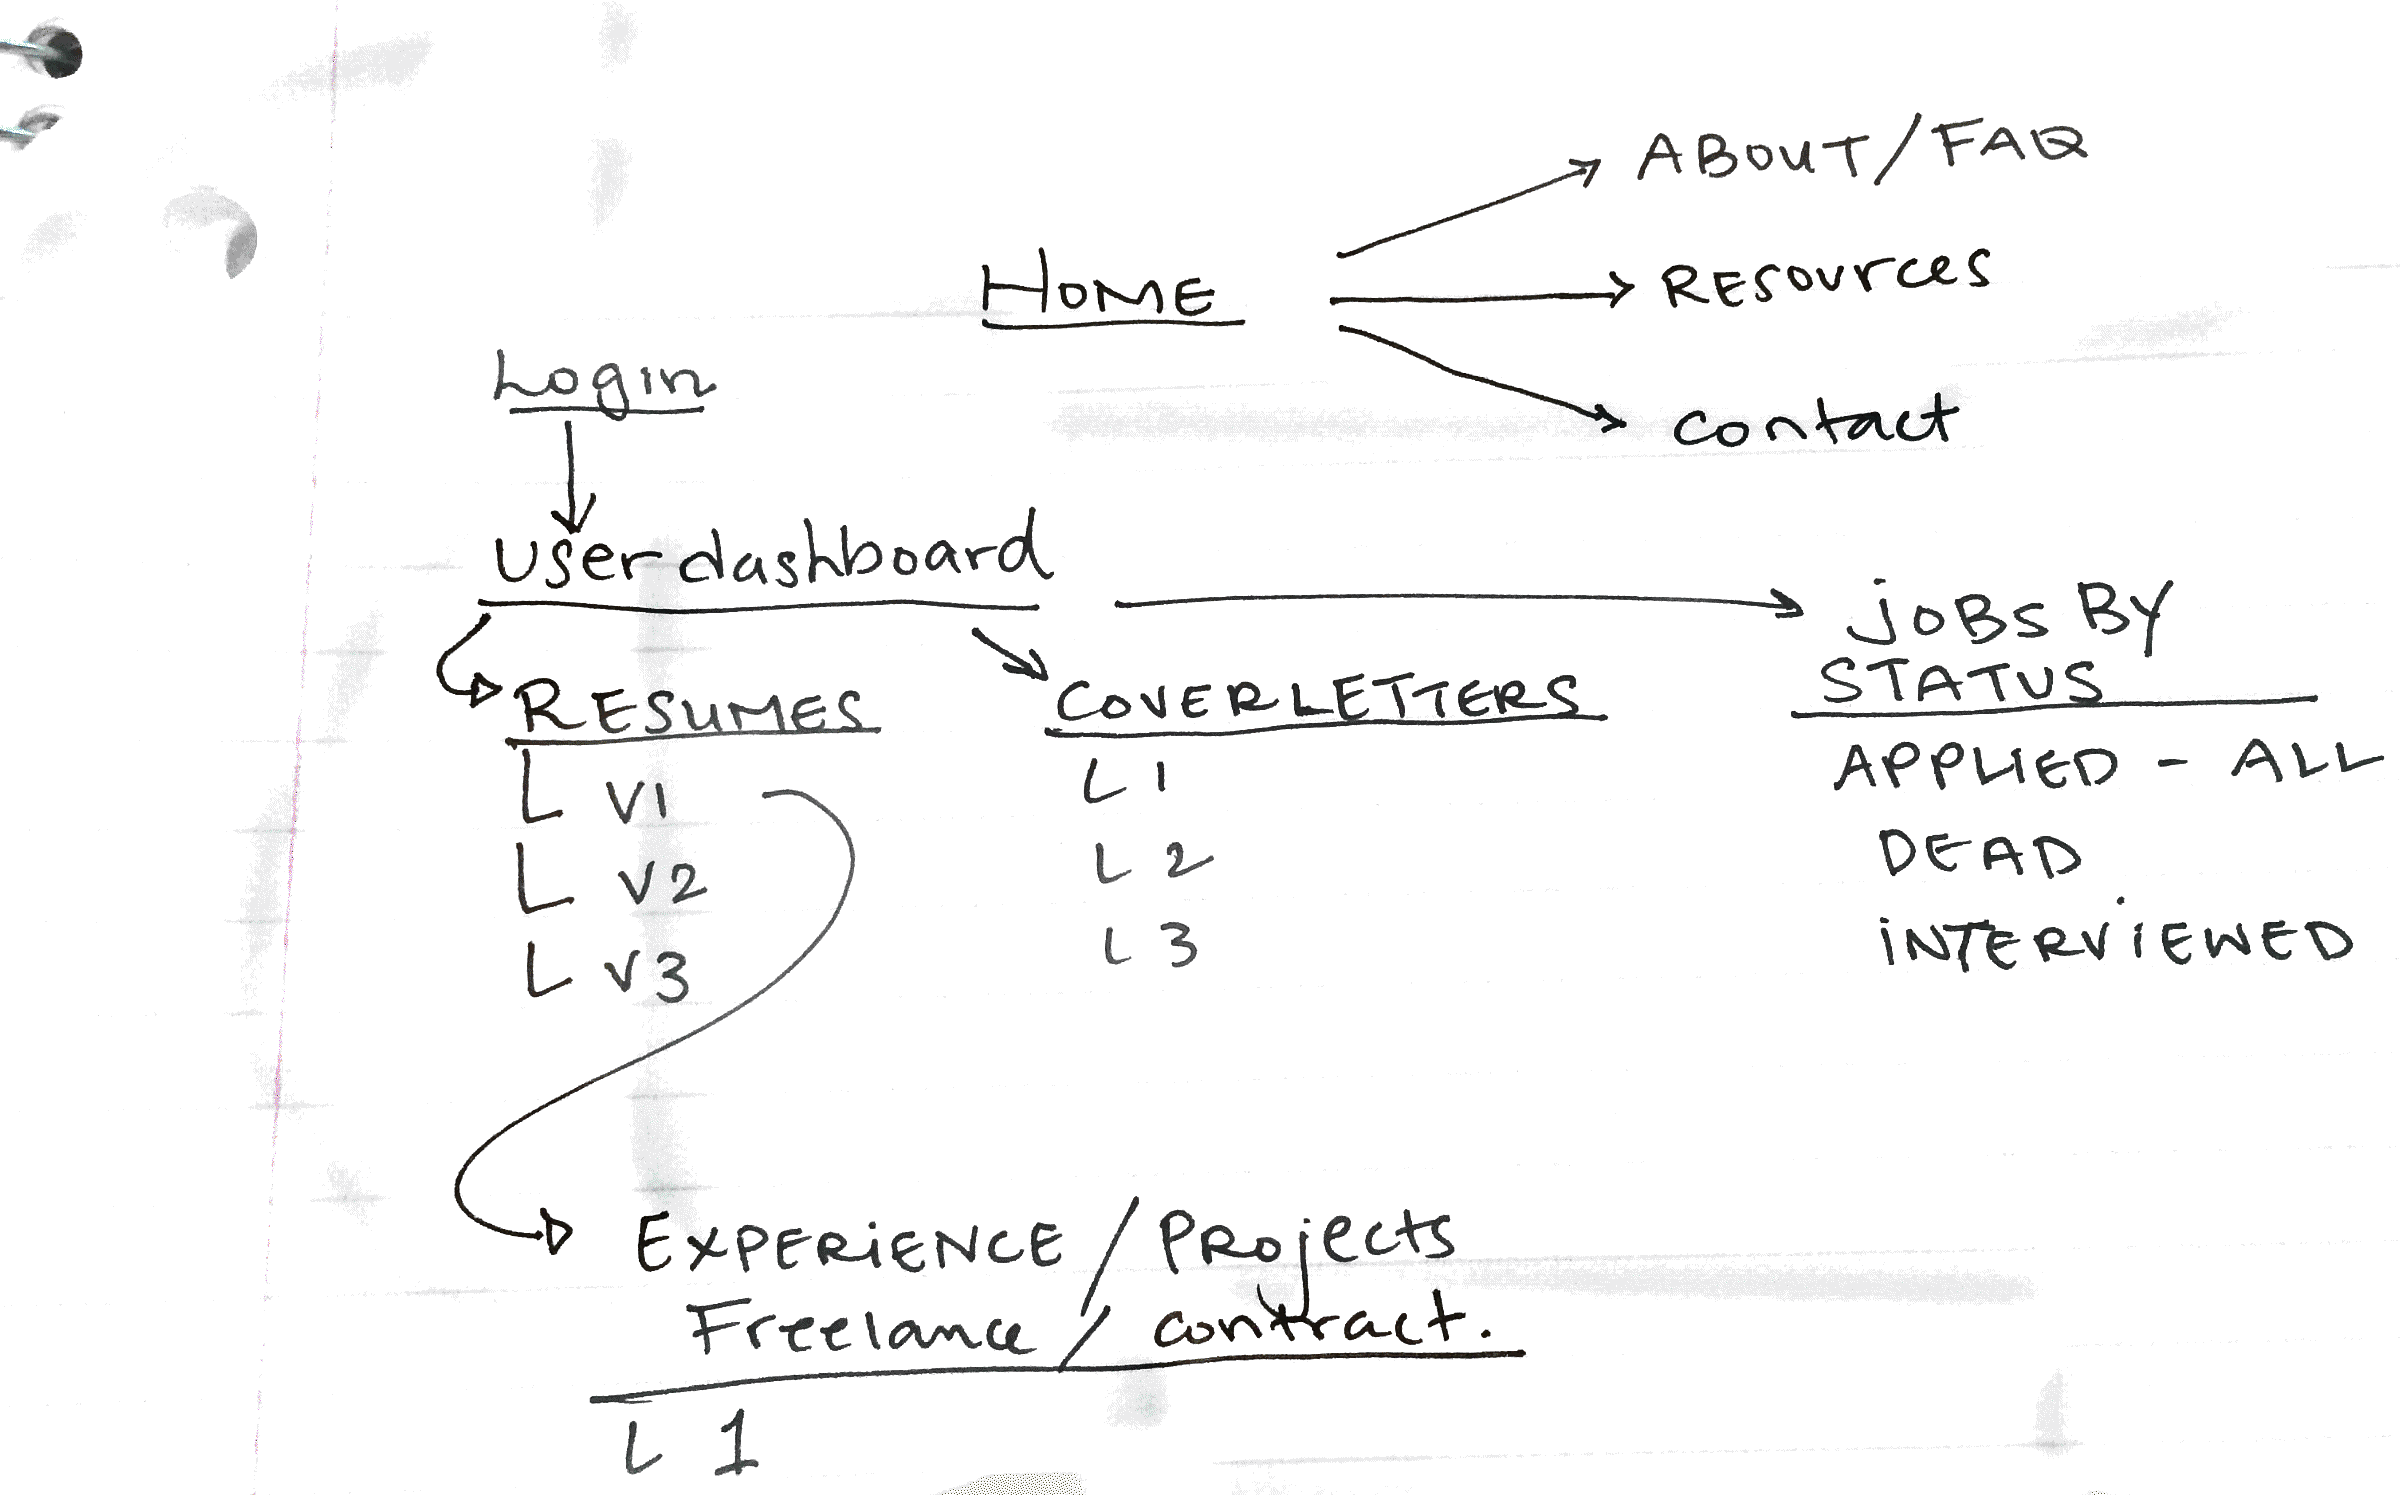 ABOUT/FAQ
HOME
RESOURCES
Login
contact
user dashboard
JOBS BY
STATUS
RESUMES
COVERLETTERS
L V1
L 1
APPLIED - ALL
L V2
L 2
DEAD
L V3
L 3
iNTERViEWED
EXPERiENCE / PROjects
Freelance / contract.
L 1